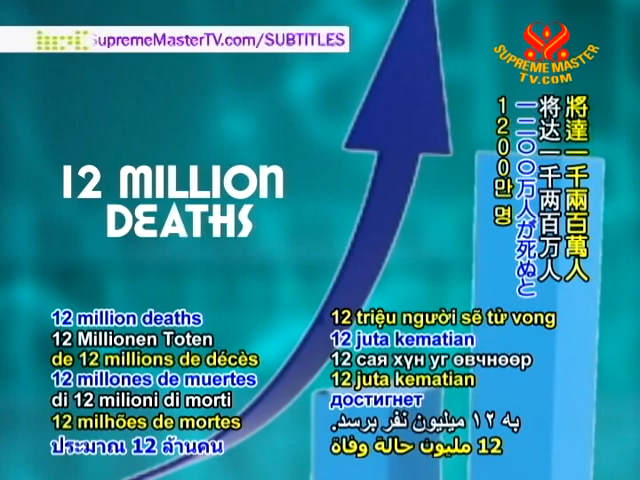 SupremeMasterTV.com/SUBTITLES
SUPREME MASTER
TV.COM
12 MILLION
DEATHS
將達一千兩百萬人
将达一千两百万人
一二〇〇万人が死ぬと
1200만 명
12 million deaths
12 Millionen Toten
de 12 millions de décès
12 millones de muertes
di 12 milioni di morti
12 milhões de mortes
ประมาณ 12 ล้านคน
12 triệu người sẽ tử vong
12 juta kematian
12 сая хүн уг өвчнөөр
12 juta kematian
достигнет
به ١٢ میلیون نفر برسد.
12 مليون حالة وفاة